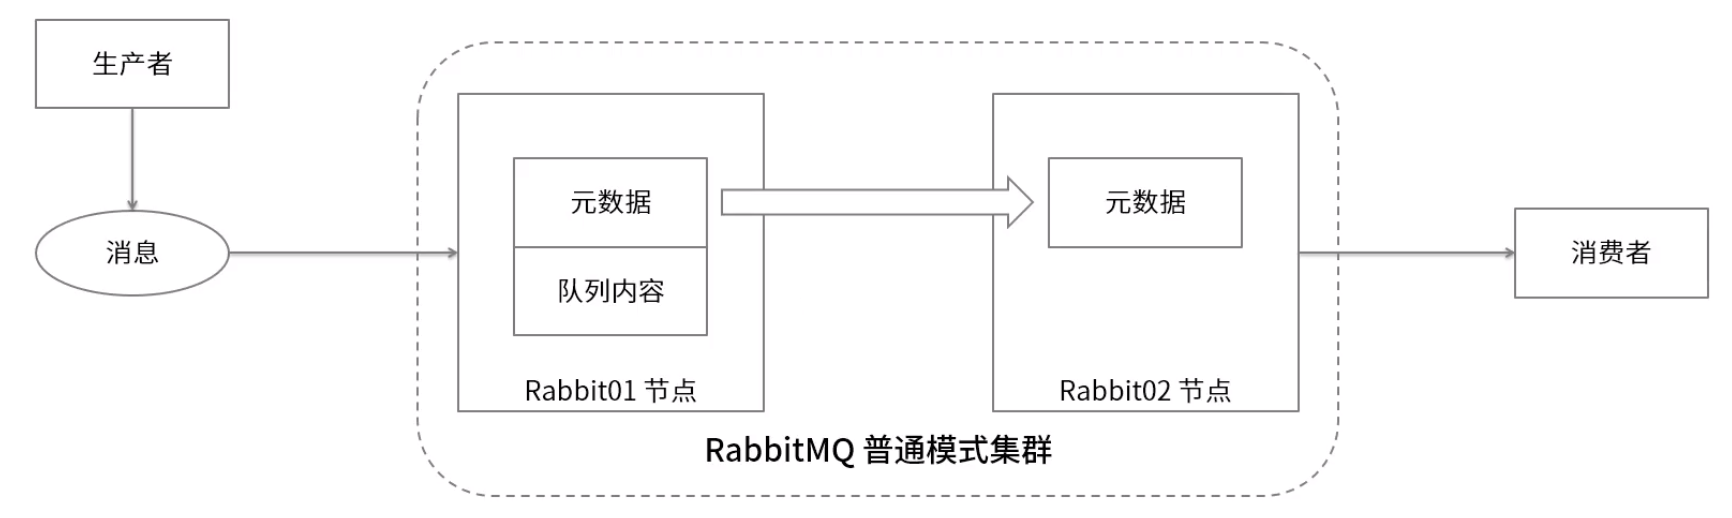 生产者
消息
元数据
队列内容
Rabbit01 节点
元数据
Rabbit02 节点
消费者
RabbitMQ 普通模式集群